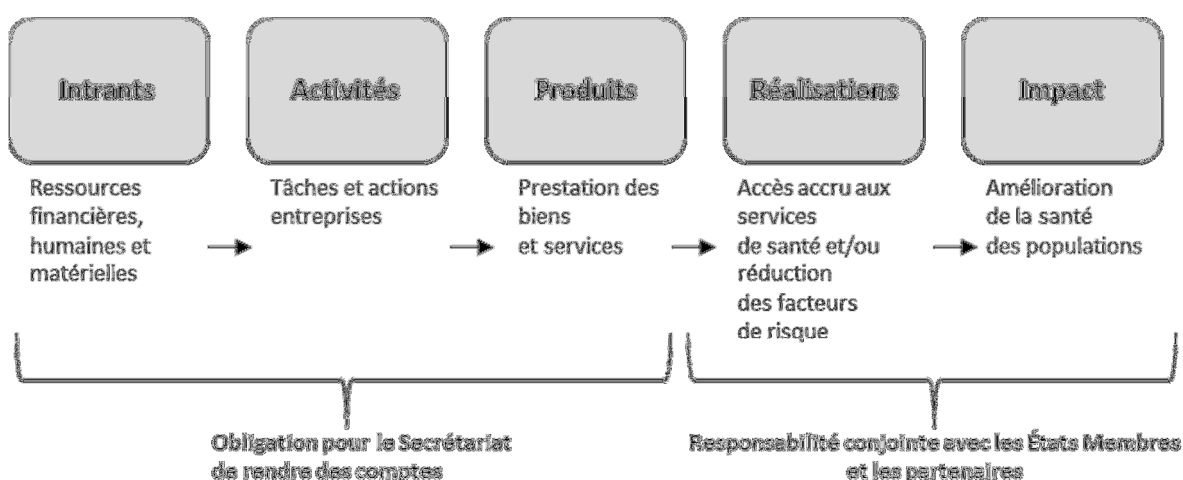 Intrants
Activités
Produits
Réalisations
Impact
Ressources
financières,
humaines et
matérielles
Tâches et actions
entreprises
Prestation des
biens
et services
Accès accru aux
services
de santé et/ou
réduction
des facteurs
de risque
Amélioration
de la santé
des populations
Obligation pour le Secrétariat
de rendre des comptes
Responsabilité conjointe avec les États Membres
et les partenaires